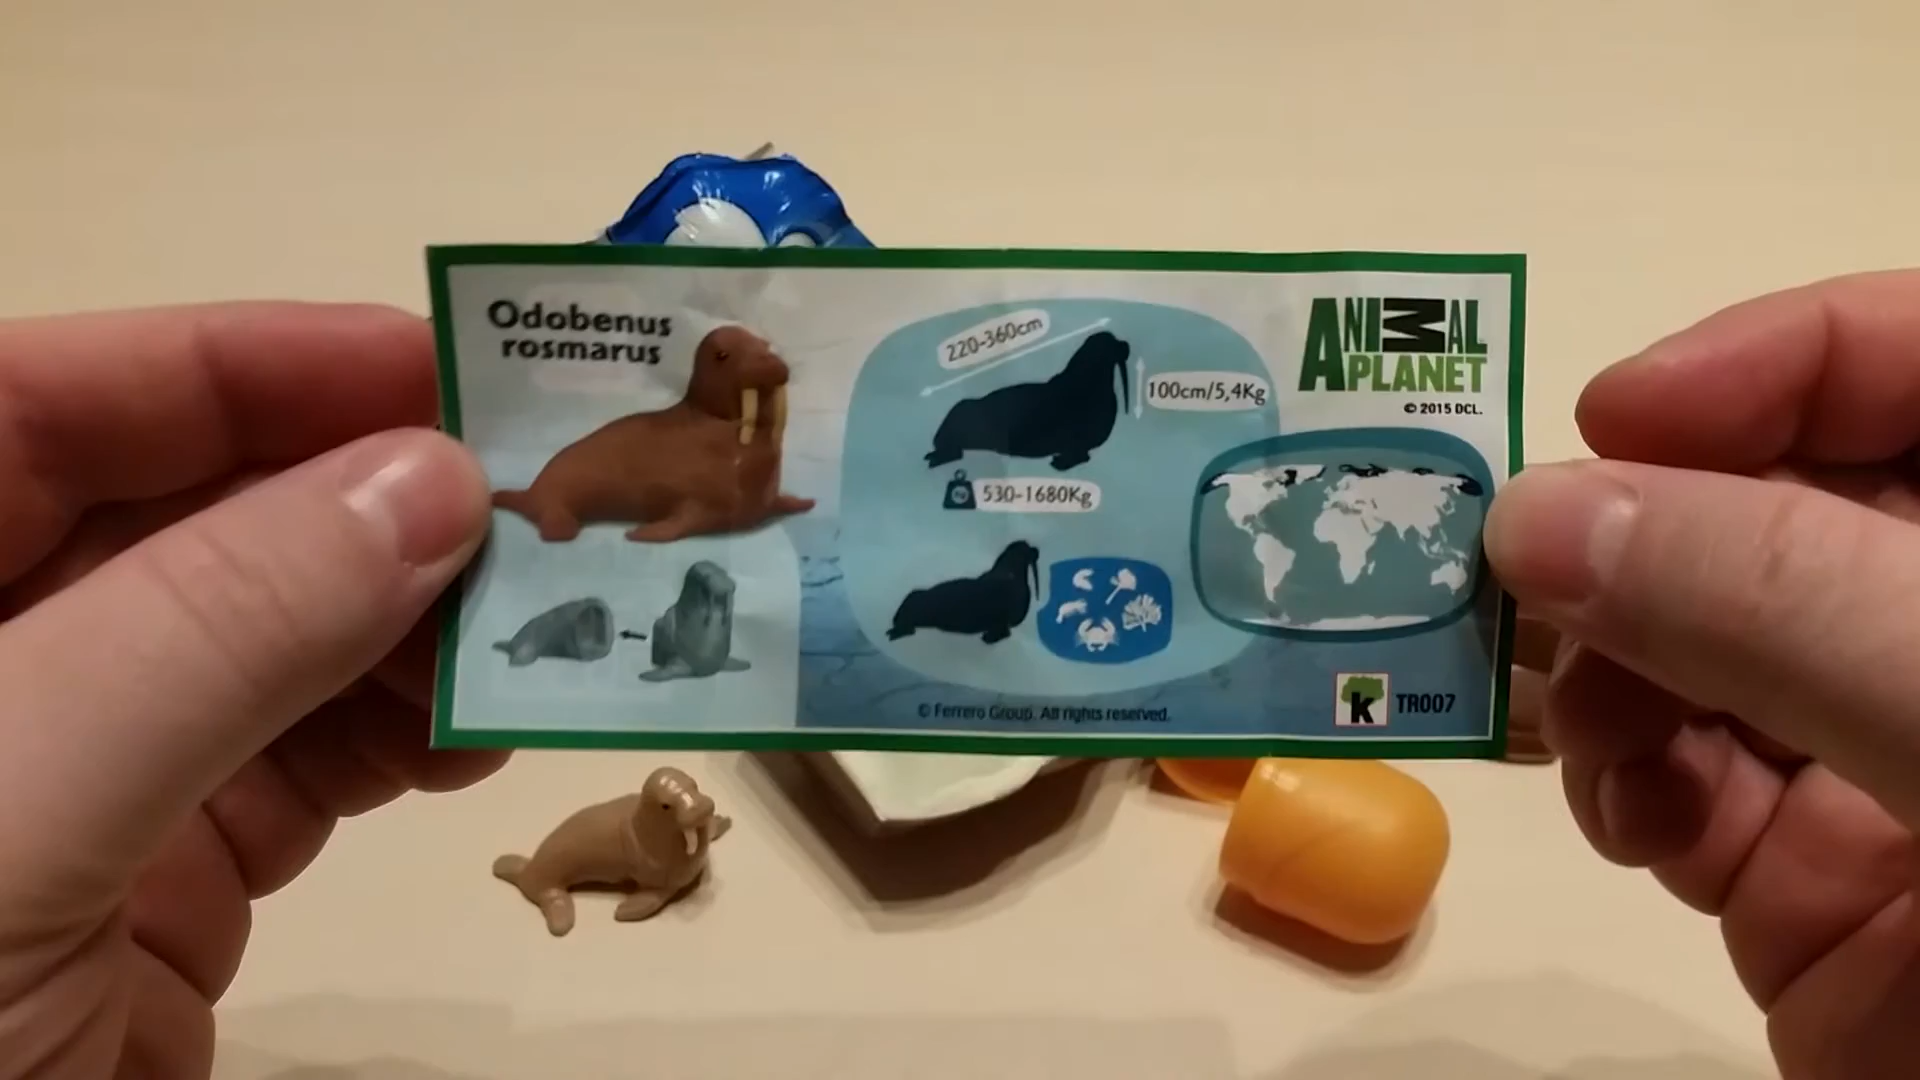 Odobenus
rosmarus
220-360cm
100cm/5,4Kg
530-1680Kg
ANIMAL
PLANET
© 2015 DCL.
© Ferrero Group. All rights reserved.
k TR007